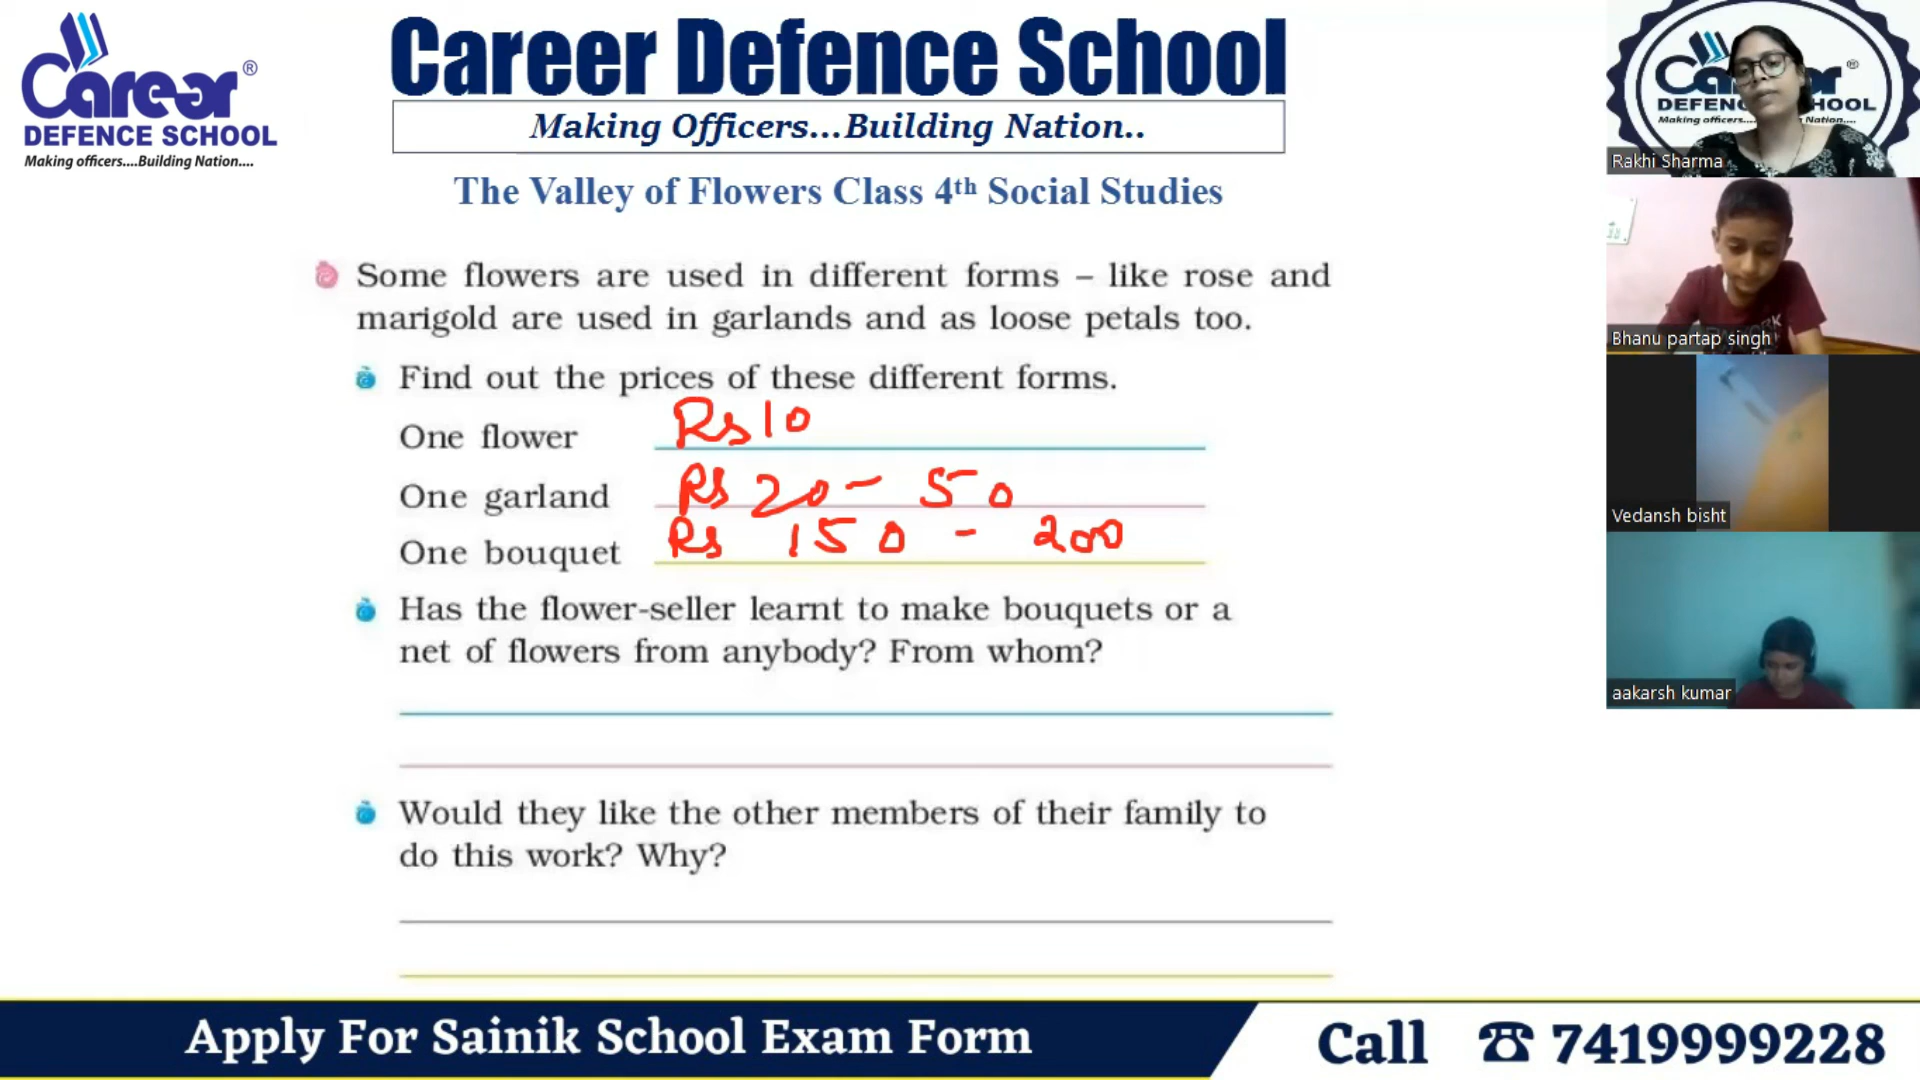 Carear®
DEFENCE SCHOOL
Making officers....Building Nation....
Career Defence School
Making Officers...Building Nation..
The Valley of Flowers Class 4th Social Studies
Some flowers are used in different forms – like rose and
marigold are used in garlands and as loose petals too.
Find out the prices of these different forms.
One flower Rs 10
One garland Rs 20 - 50
One bouquet Rs 150 - 200
Has the flower-seller learnt to make bouquets or a
net of flowers from anybody? From whom?
Would they like the other members of their family to
do this work? Why?
Apply For Sainik School Exam Form
Call ☎ 7419999228
Rakhi Sharma
Bhanu partap singh
Vedansh bisht
aakarsh kumar